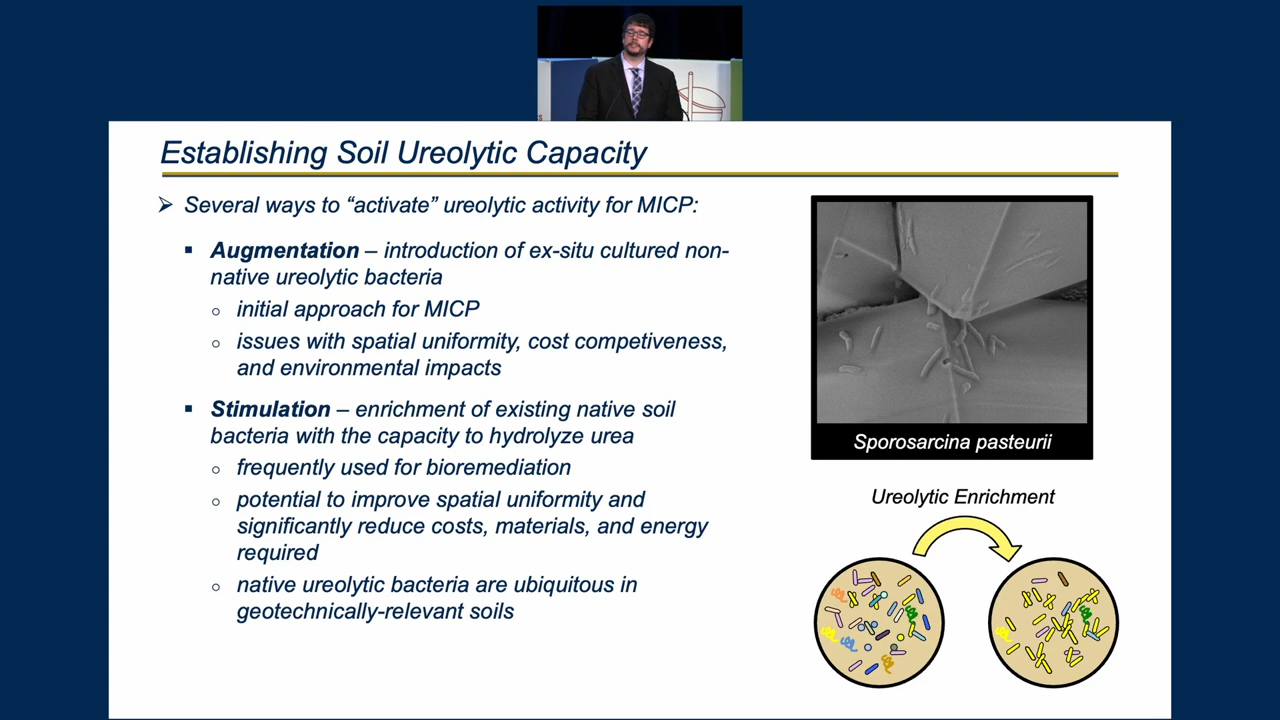 Establishing Soil Ureolytic Capacity
➢ Several ways to “activate” ureolytic activity for MICP:
▪ Augmentation – introduction of ex-situ cultured non-
native ureolytic bacteria
○ initial approach for MICP
○ issues with spatial uniformity, cost competiveness,
and environmental impacts
▪ Stimulation – enrichment of existing native soil
bacteria with the capacity to hydrolyze urea
○ frequently used for bioremediation
○ potential to improve spatial uniformity and
significantly reduce costs, materials, and energy
required
○ native ureolytic bacteria are ubiquitous in
geotechnically-relevant soils
Sporosarcina pasteurii
Ureolytic Enrichment